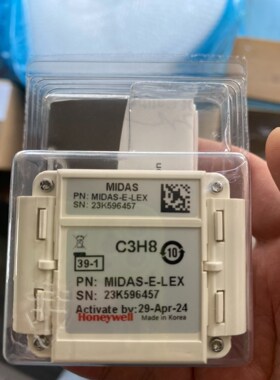 MIDAS
PN: MIDAS-E-LEX
SN: 23K596457
C3H8
10
39-1
PN: MIDAS-E-LEX
SN: 23K596457
Activate by: 29-Apr-24
Honeywell Made in Korea